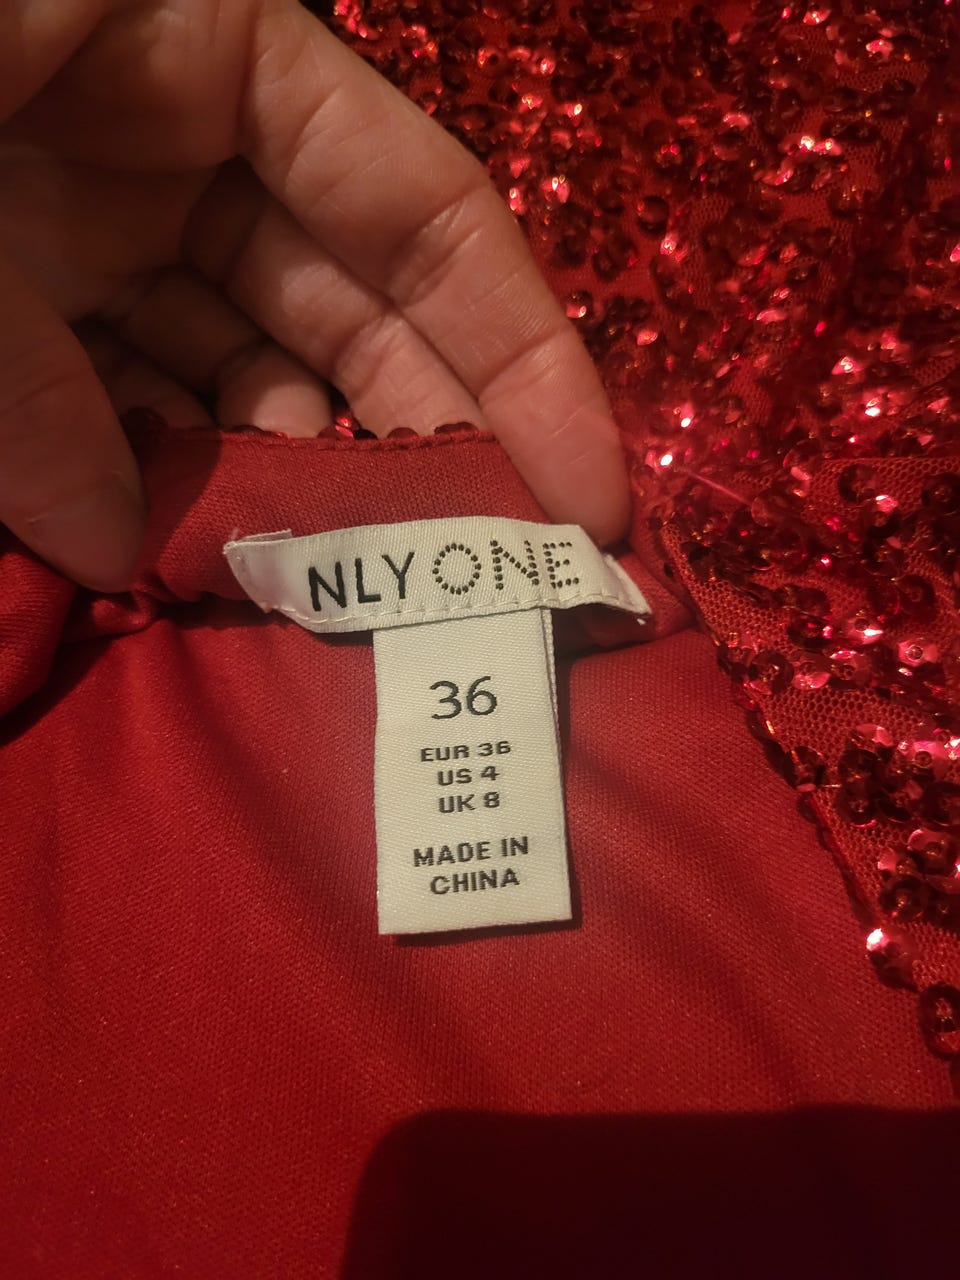 NLY ONE
36
EUR 36
US 4
UK 8
MADE IN
CHINA